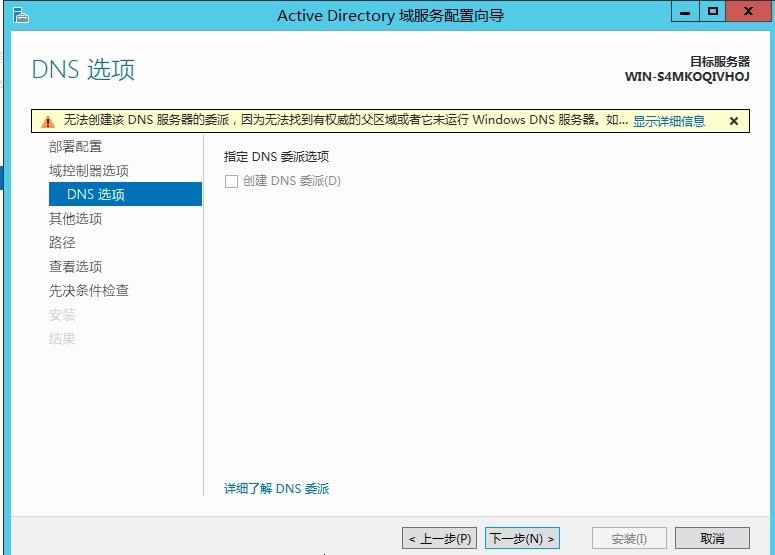 Active Directory 域服务配置向导
DNS 选项
目标服务器
WIN-S4MKOQIVHOJ
无法创建该 DNS 服务器的委派，因为无法找到有权威的父区域或者它未运行 Windows DNS 服务器。如... 显示详细信息
部署配置
域控制器选项
DNS 选项
其他选项
路径
查看选项
先决条件检查
安装
结果
指定 DNS 委派选项
创建 DNS 委派(D)
详细了解 DNS 委派
< 上一步(P)
下一步(N) >
安装(I)
取消